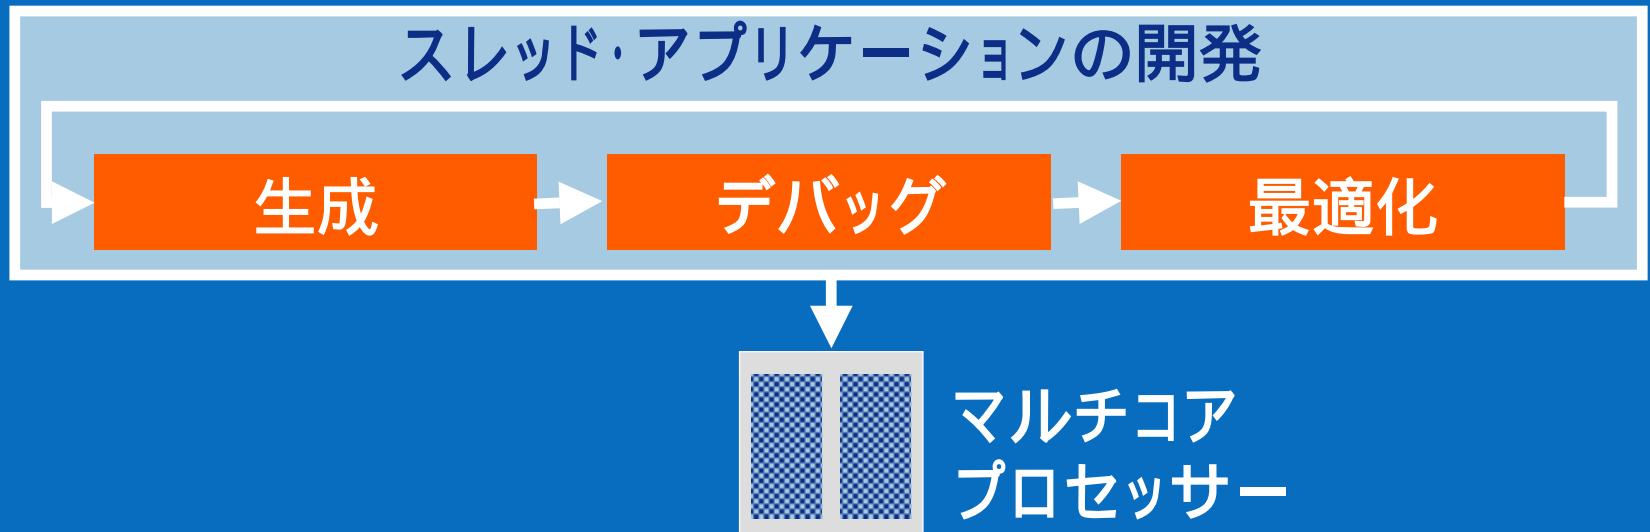 スレッド・アプリケーションの開発
生成
デバッグ
最適化
マルチコア
プロセッサー